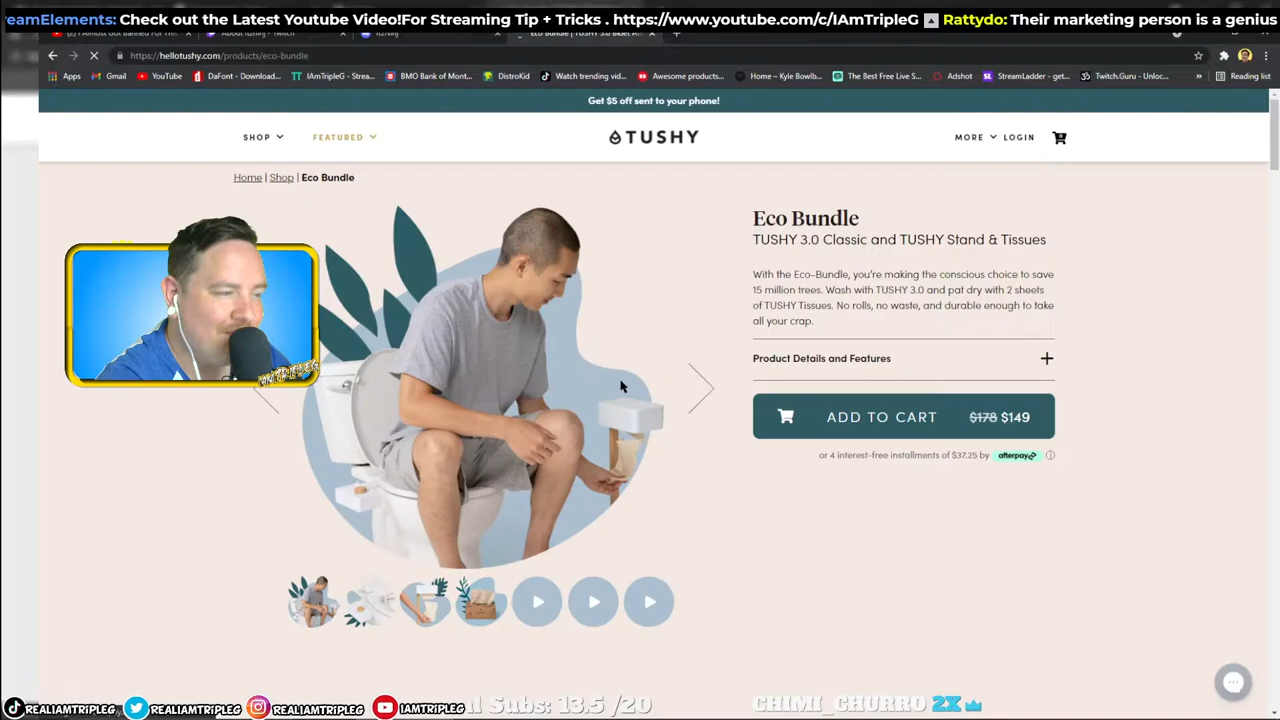 reamElements: Check out the Latest Youtube Video!For Streaming Tip + Tricks . https://www.youtube.com/c/IAmTripleG Rattydo: Their marketing person is a genius
https://hellotushy.com/products/eco-bundle
Apps Gmail YouTube DaFont - Download... IAmTripleG - Strea... BMO Bank of Mont... DistroKid Watch trending vid... Awesome products... Home – Kyle Bowlb... The Best Free Live S... Adshot StreamLadder - get... Twitch.Guru - Unloc... » Reading list
Get $5 off sent to your phone!
SHOP FEATURED TUSHY MORE LOGIN
Home | Shop | Eco Bundle
Eco Bundle
TUSHY 3.0 Classic and TUSHY Stand & Tissues
With the Eco-Bundle, you're making the conscious choice to save
15 million trees. Wash with TUSHY 3.0 and pat dry with 2 sheets
of TUSHY Tissues. No rolls, no waste, and durable enough to take
all your crap.
Product Details and Features +
ADD TO CART $178 $149
or 4 interest-free installments of $37.25 by afterpay
IAMTRIPLEG
REALIAMTRIPLEG REALIAMTRIPLEG REALIAMTRIPLEG IAMTRIPLEG Subs: 13.5 /20 CHIMI_CHURRO 2X